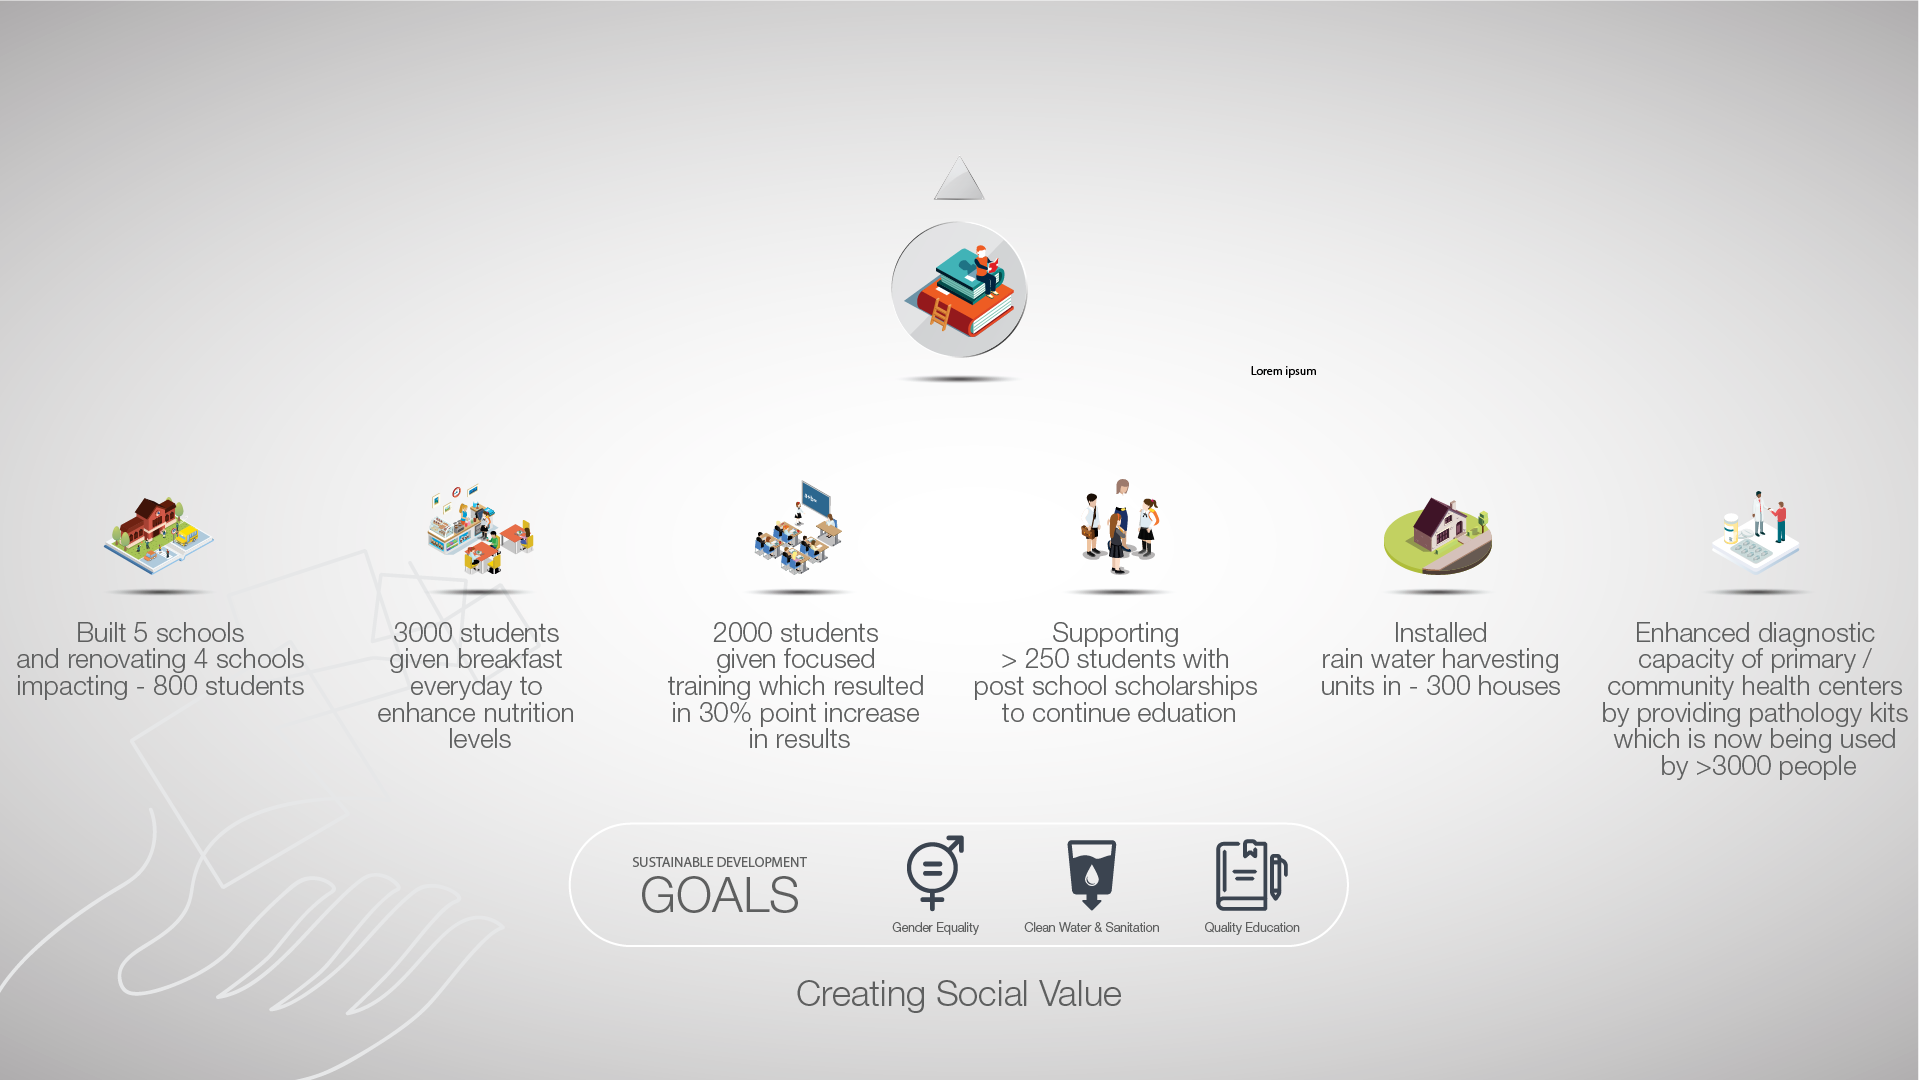 Lorem ipsum
Built 5 schools
and renovating 4 schools
impacting - 800 students
3000 students
given breakfast
everyday to
enhance nutrition
levels
2000 students
given focused
training which resulted
in 30% point increase
in results
Supporting
> 250 students with
post school scholarships
to continue eduation
Installed
rain water harvesting
units in - 300 houses
Enhanced diagnostic
capacity of primary /
community health centers
by providing pathology kits
which is now being used
by >3000 people
SUSTAINABLE DEVELOPMENT
GOALS
Gender Equality
Clean Water & Sanitation
Quality Education
Creating Social Value